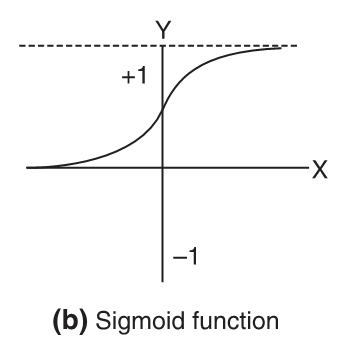 Y
+1
X
–1
(b) Sigmoid function